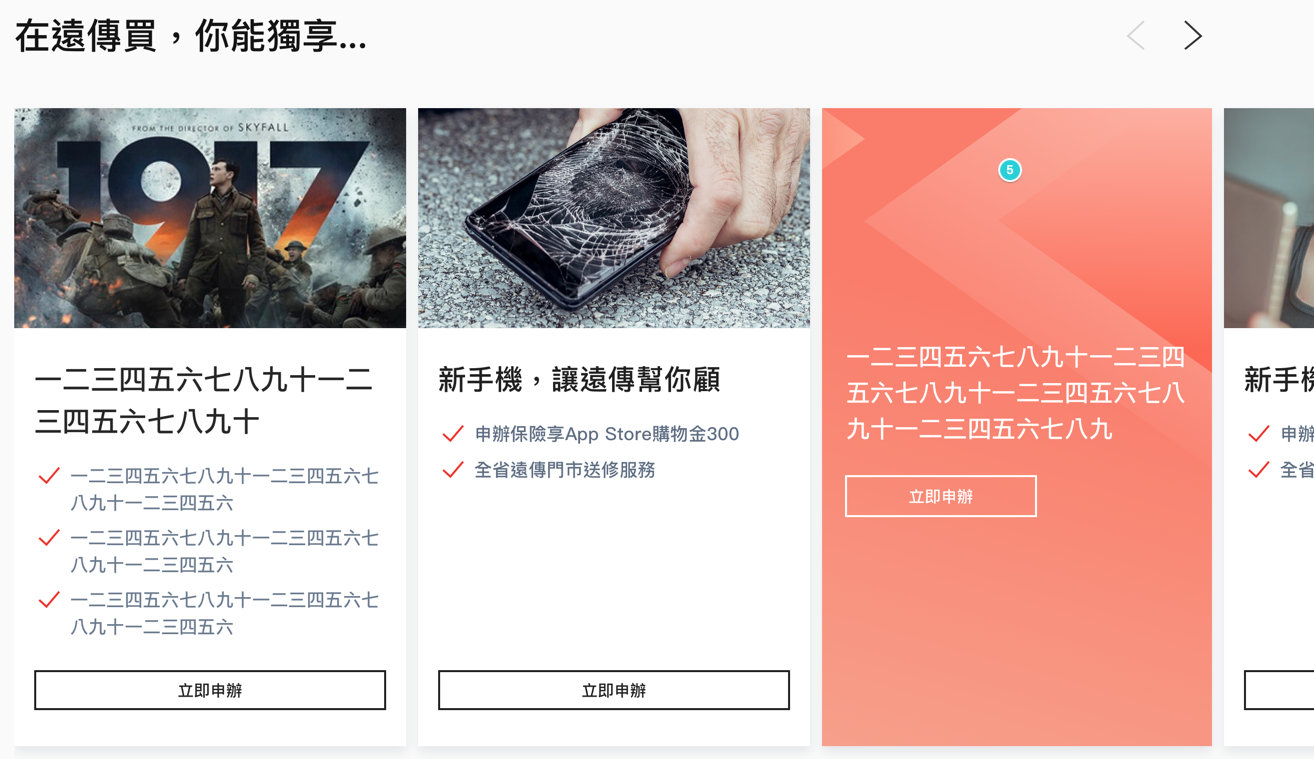 在遠傳買，你能獨享...
FROM THE DIRECTOR OF SKYFALL
1917
一二三四五六七八九十一二
三四五六七八九十
一二三四五六七八九十一二三四五六七
八九十一二三四五六
一二三四五六七八九十一二三四五六七
八九十一二三四五六
一二三四五六七八九十一二三四五六七
八九十一二三四五六
立即申辦
新手機，讓遠傳幫你顧
申辦保險享App Store購物金300
全省遠傳門市送修服務
立即申辦
5
一二三四五六七八九十一二三四
五六七八九十一二三四五六七八
九十一二三四五六七八九
立即申辦
新手機
申辦
全省